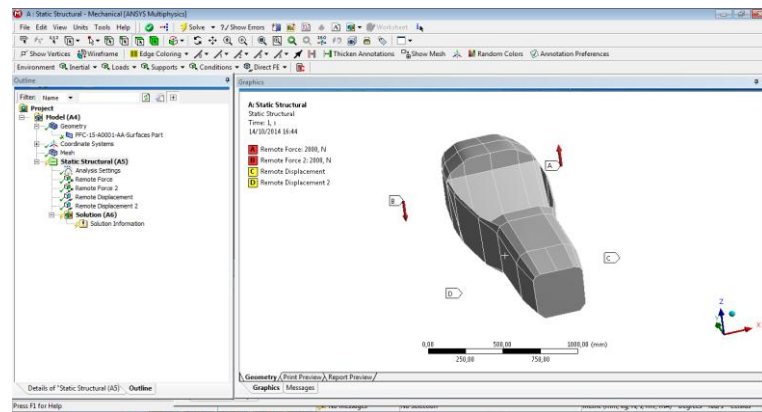 A : Static Structural - Mechanical [ANSYS Multiphysics]
File Edit View Units Tools Help Solve ?/ Show Errors Worksheet
Show Vertices Wireframe Edge Coloring Thicken Annotations Show Mesh Random Colors Annotation Preferences
Environment Inertial Loads Supports Conditions Direct FE
Outline
Filter: Name
Project
Model (A4)
Geometry
PFC-15-A0001-AA-Surfaces Part
Coordinate Systems
Mesh
Static Structural (A5)
Analysis Settings
Remote Force
Remote Force 2
Remote Displacement
Remote Displacement 2
Solution (A6)
Solution Information
Details of "Static Structural (A5)" Outline
Graphics
A: Static Structural
Static Structural
Time: 1, s
14/10/2014 16:44
A Remote Force: 2000, N
B Remote Force 2: 2000, N
C Remote Displacement
D Remote Displacement 2
A
B
C
D
Z
Y
X
0,00 500,00 1000,00 (mm)
250,00 750,00
Geometry Print Preview Report Preview
Graphics Messages
Press F1 for Help